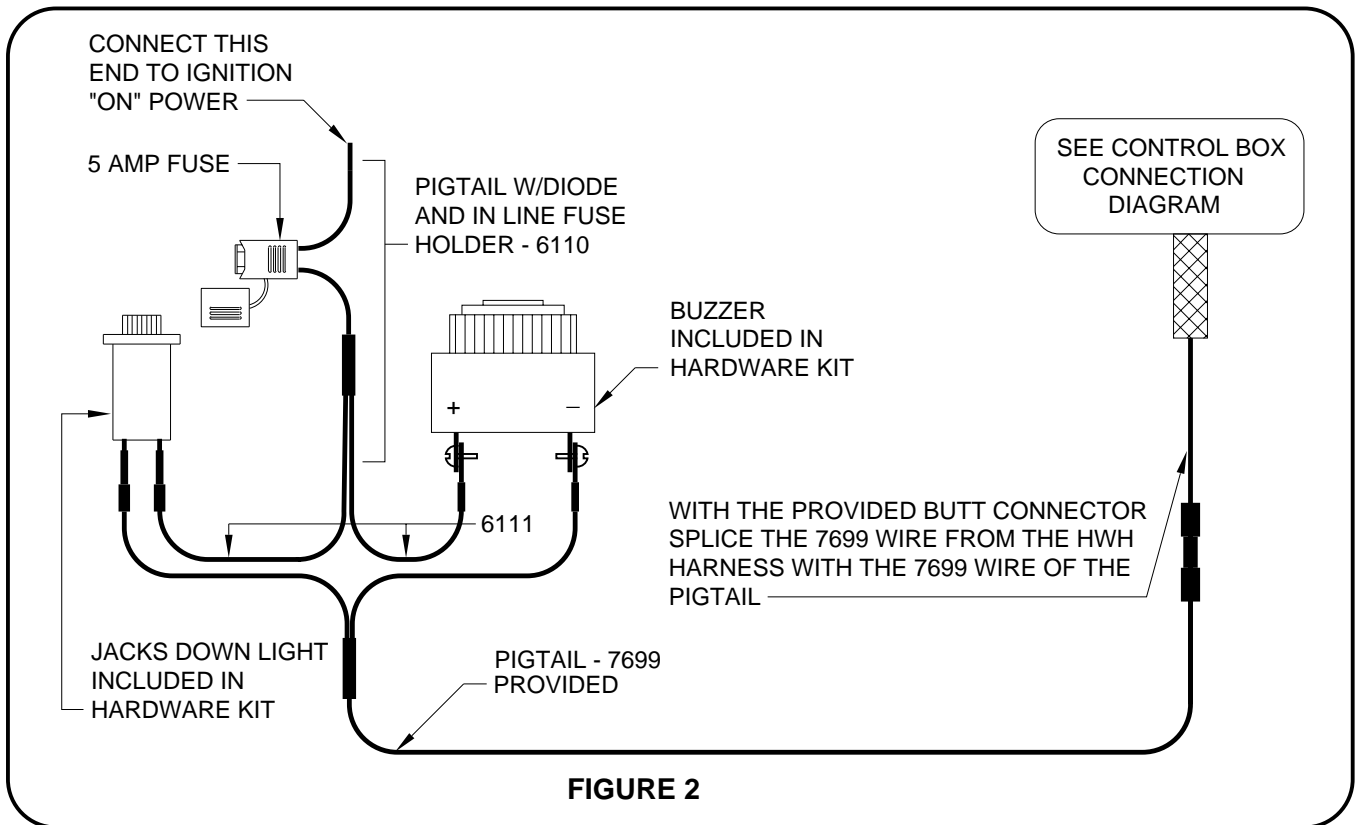 CONNECT THIS
END TO IGNITION
"ON" POWER
5 AMP FUSE
PIGTAIL W/DIODE
AND IN LINE FUSE
HOLDER - 6110
SEE CONTROL BOX
CONNECTION
DIAGRAM
BUZZER
INCLUDED IN
HARDWARE KIT
+
−
6111
WITH THE PROVIDED BUTT CONNECTOR
SPLICE THE 7699 WIRE FROM THE HWH
HARNESS WITH THE 7699 WIRE OF THE
PIGTAIL
JACKS DOWN LIGHT
INCLUDED IN
HARDWARE KIT
PIGTAIL - 7699
PROVIDED
FIGURE 2